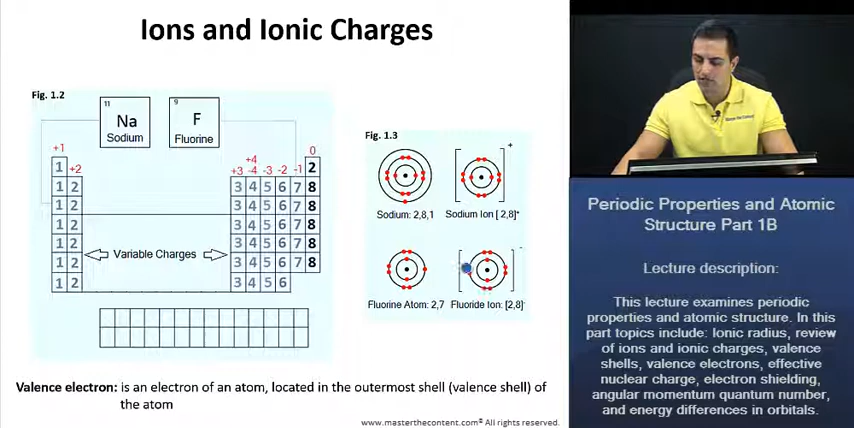 Ions and Ionic Charges
Fig. 1.2
11
Na
Sodium
9
F
Fluorine
+1
+2
+3
+4
-4
-3
-2
-1
0
1 2
1 2 3 4 5 6 7 8
1 2 3 4 5 6 7 8
1 2 3 4 5 6 7 8
1 2 3 4 5 6 7 8
1 2 3 4 5 6 7 8
1 2 3 4 5 6
Variable Charges
Fig. 1.3
+
Sodium: 2,8,1
Sodium Ion [ 2,8]+
-
Fluorine Atom: 2,7
Fluoride Ion: [2,8]-
Valence electron: is an electron of an atom, located in the outermost shell (valence shell) of
the atom
www.masterthecontent.com© All rights reserved.
Periodic Properties and Atomic
Structure Part 1B
Lecture description:
This lecture examines periodic
properties and atomic structure. In this
part topics include: Ionic radius, review
of ions and ionic charges, valence
shells, valence electrons, effective
nuclear charge, electron shielding,
angular momentum quantum number,
and energy differences in orbitals.